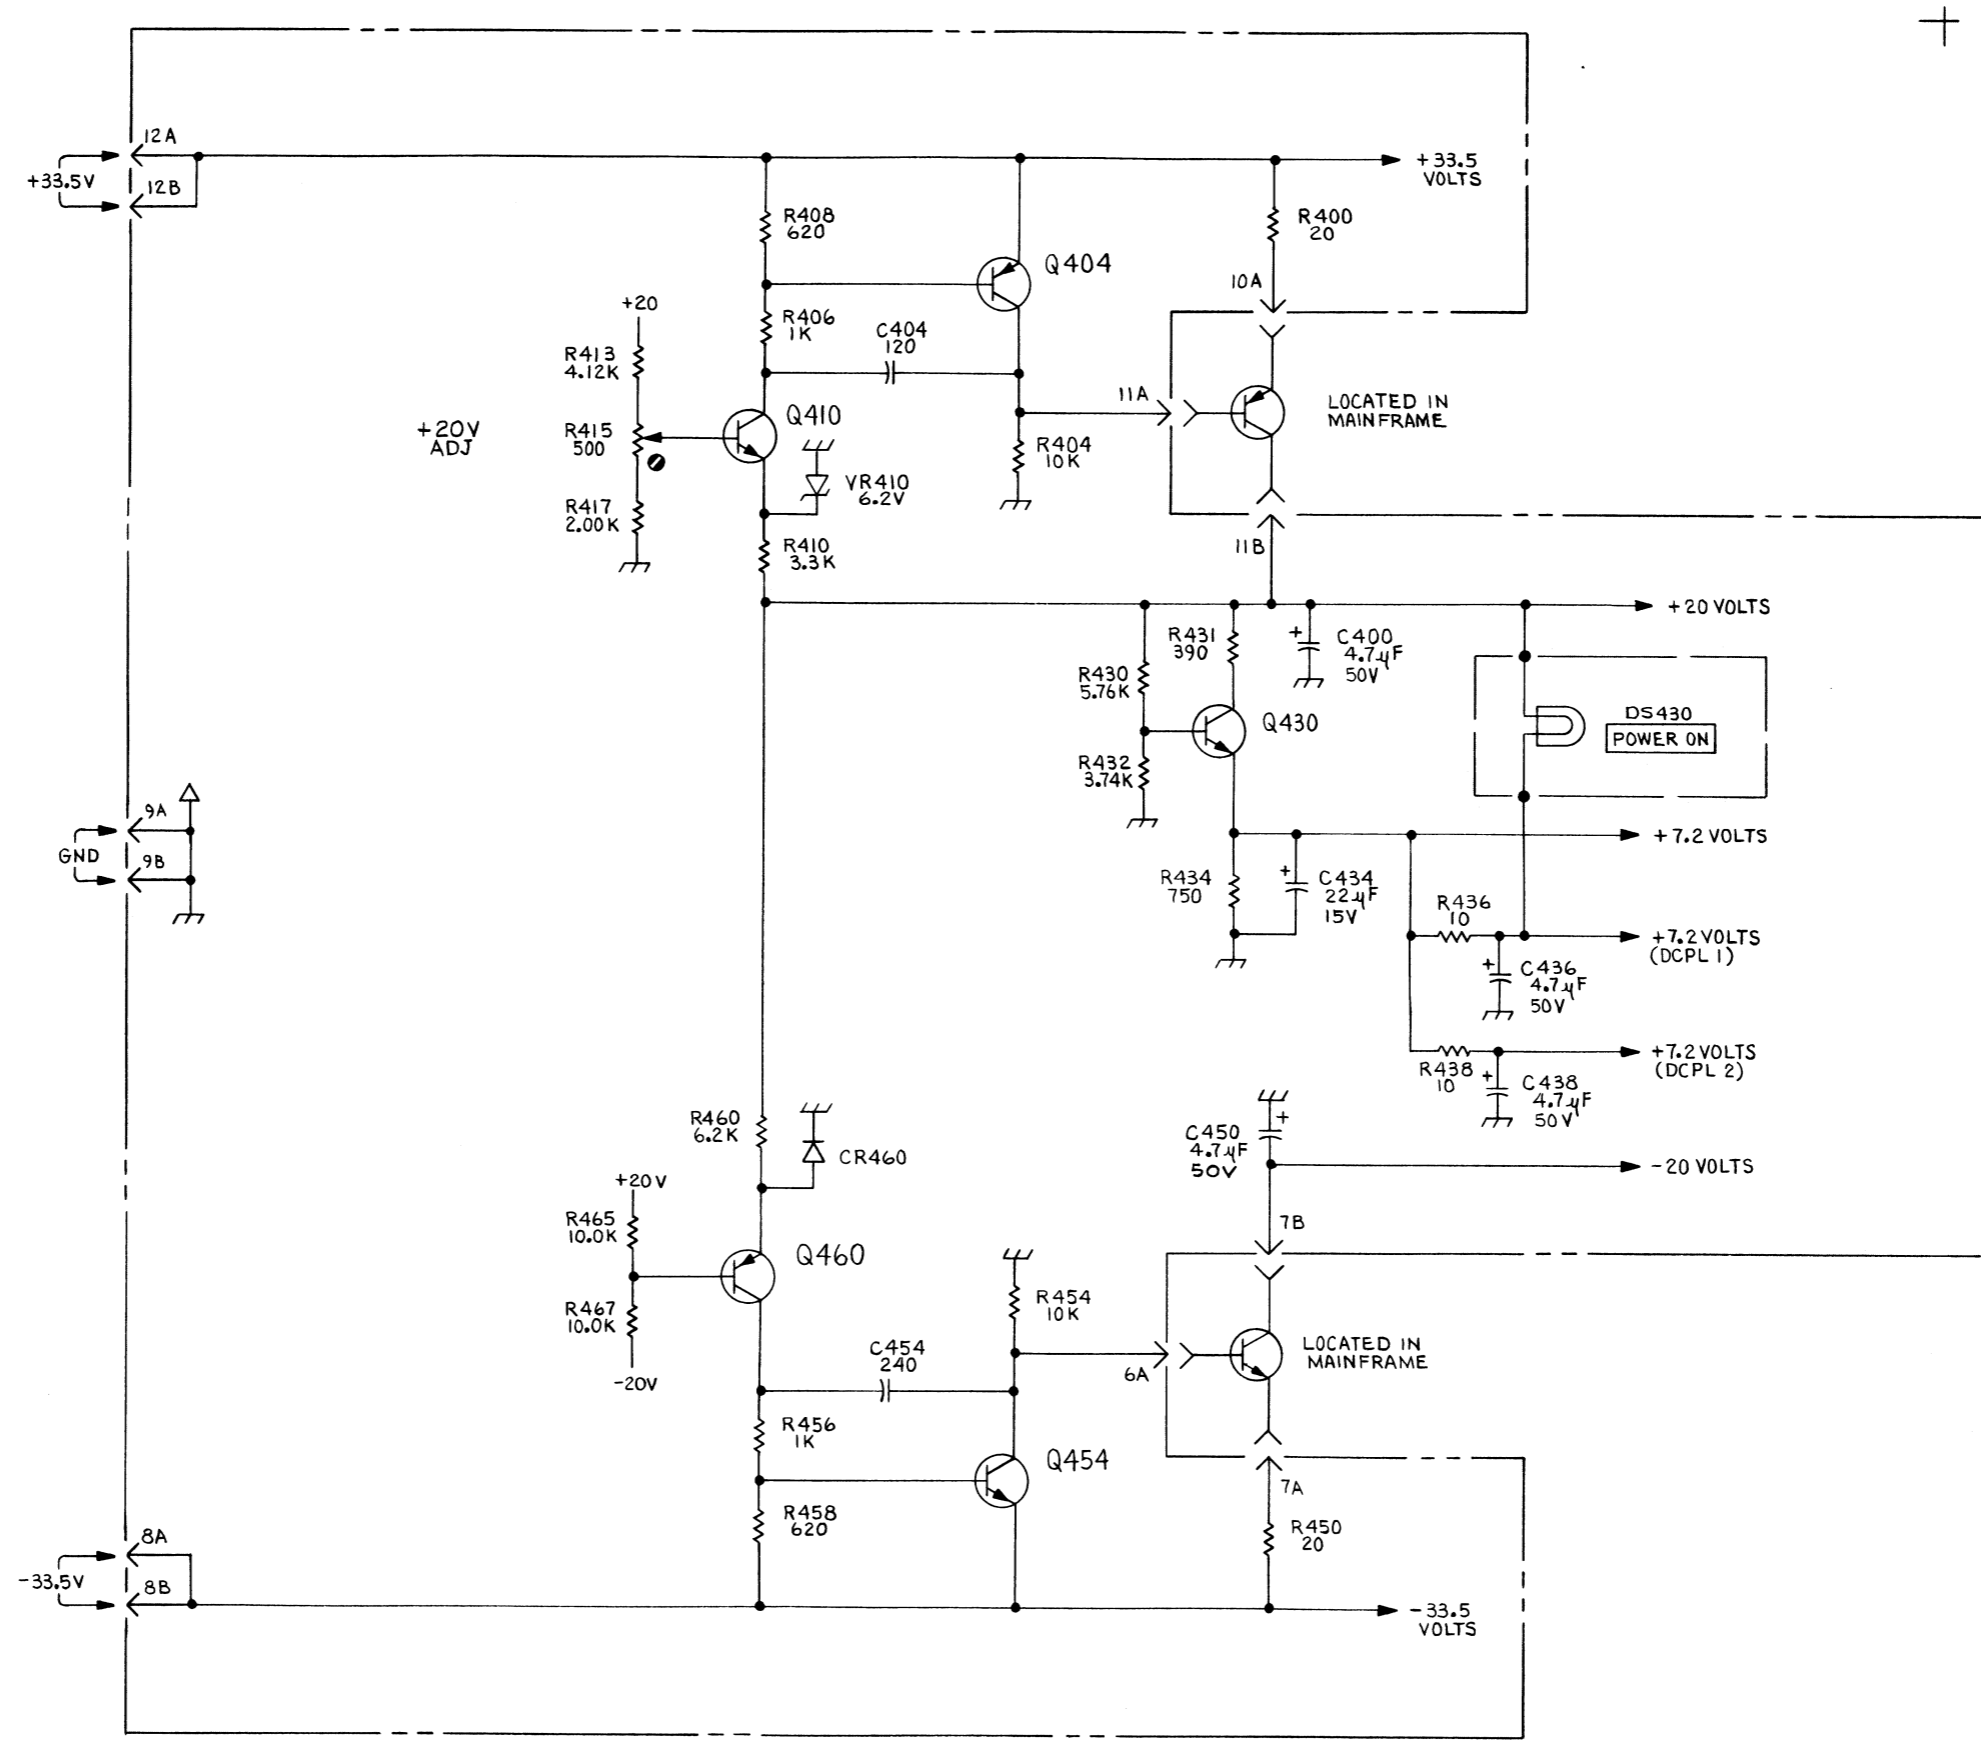 12A
+33.5V
12B
+33.5
VOLTS
R408
620
R400
20
Q404
10A
+20
R406
1K
C404
120
R413
4.12K
11A
LOCATED IN
MAINFRAME
Q410
+20V
ADJ
R415
500
R404
10K
VR410
6.2V
R417
2.00K
R410
3.3K
11B
+20 VOLTS
R431
390
+
C400
4.7µF
50V
R430
5.76K
Q430
DS430
POWER ON
R432
3.74K
9A
GND
9B
+7.2 VOLTS
R434
750
+
C434
22µF
15V
R436
10
+7.2 VOLTS
(DCPL 1)
+
C436
4.7µF
50V
+7.2 VOLTS
(DCPL 2)
R438
10
+
C438
4.7µF
50V
R460
6.2K
CR460
+
C450
4.7µF
50V
-20 VOLTS
+20V
R465
10.0K
7B
Q460
R467
10.0K
-20V
R454
10K
C454
240
6A
LOCATED IN
MAINFRAME
R456
1K
Q454
7A
R458
620
R450
20
8A
-33.5V
8B
-33.5
VOLTS